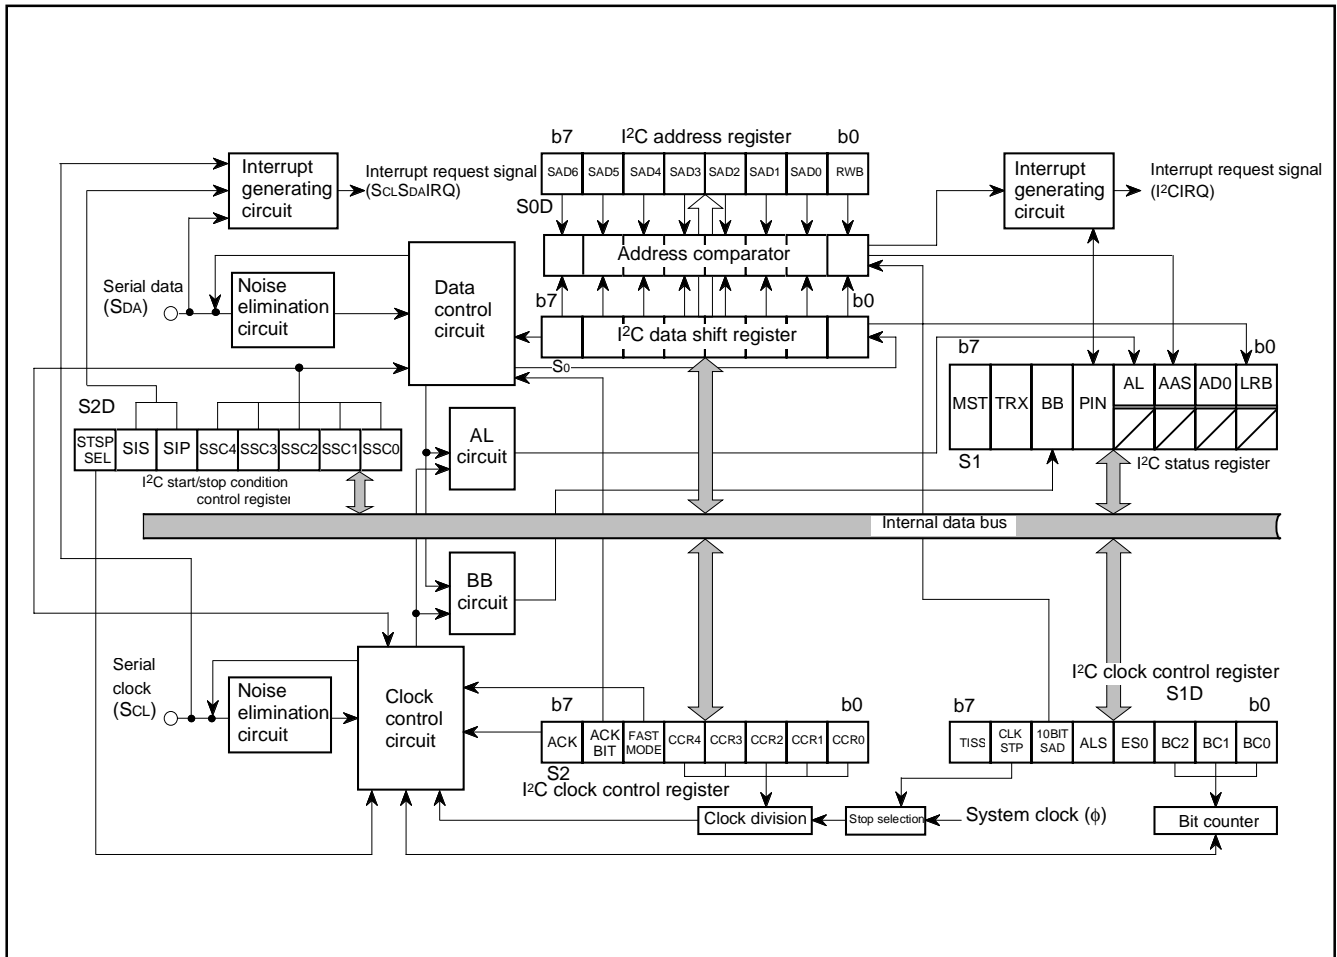 b7 I²C address register b0
SAD6 SAD5 SAD4 SAD3 SAD2 SAD1 SAD0 RWB
S0D
Interrupt
generating
circuit
Interrupt request signal
(SCLSDAIRQ)
Interrupt
generating
circuit
Interrupt request signal
(I²CIRQ)
Address comparator
Serial data
(SDA)
Noise
elimination
circuit
Data
control
circuit
b7 b0
I²C data shift register
S0
b7 b0
MST TRX BB PIN AL AAS AD0 LRB
S1
I²C status register
S2D
STSP
SEL
SIS SIP SSC4 SSC3 SSC2 SSC1 SSC0
I²C start/stop condition
control register
AL
circuit
Internal data bus
BB
circuit
Serial
clock
(SCL)
Noise
elimination
circuit
Clock
control
circuit
b7 b0
ACK
ACK
BIT
FAST
MODE
CCR4 CCR3 CCR2 CCR1 CCR0
S2
I²C clock control register
I²C clock control register
S1D
b7 b0
TISS
CLK
STP
10BIT
SAD
ALS ES0 BC2 BC1 BC0
Clock division
Stop selection
System clock (ϕ)
Bit counter